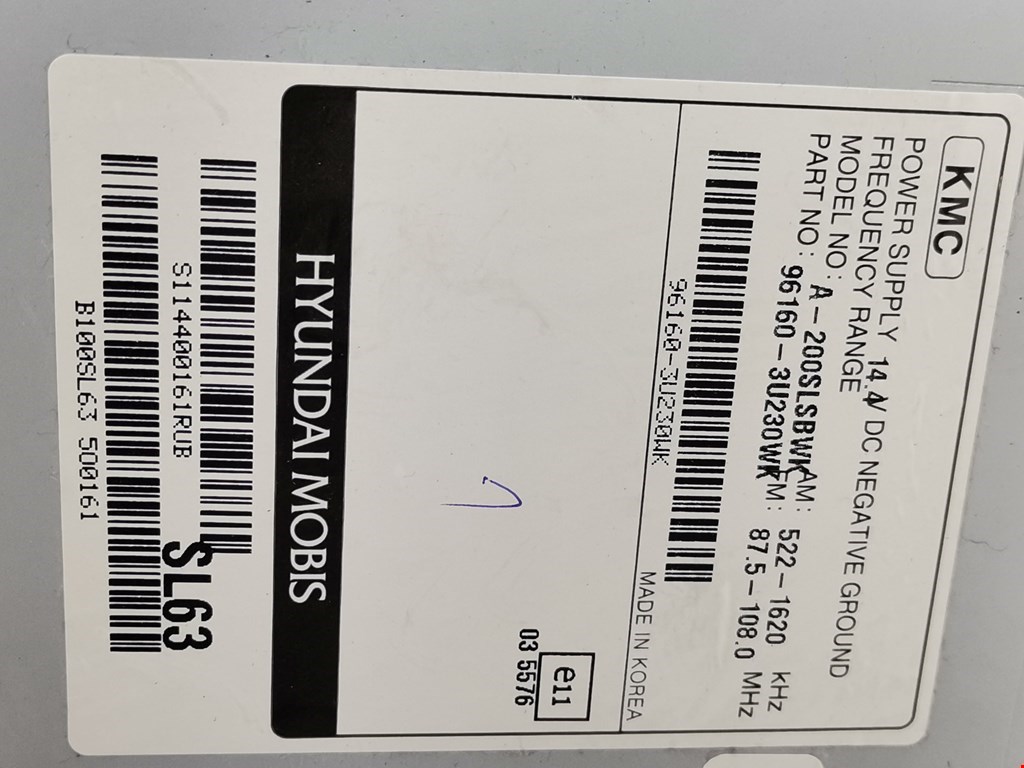 KMC
POWER SUPPLY 14.4V DC NEGATIVE GROUND
FREQUENCY RANGE AM: 522-1620 kHz
FM: 87.5-108.0 MHz
MODEL NO: A-200SLSBWK
PART NO: 96160-3U230WK
96160-3U230WK
MADE IN KOREA
e11
03 5576
HYUNDAI MOBIS
S114400161RUB
SL63
B100SL63 5D0161